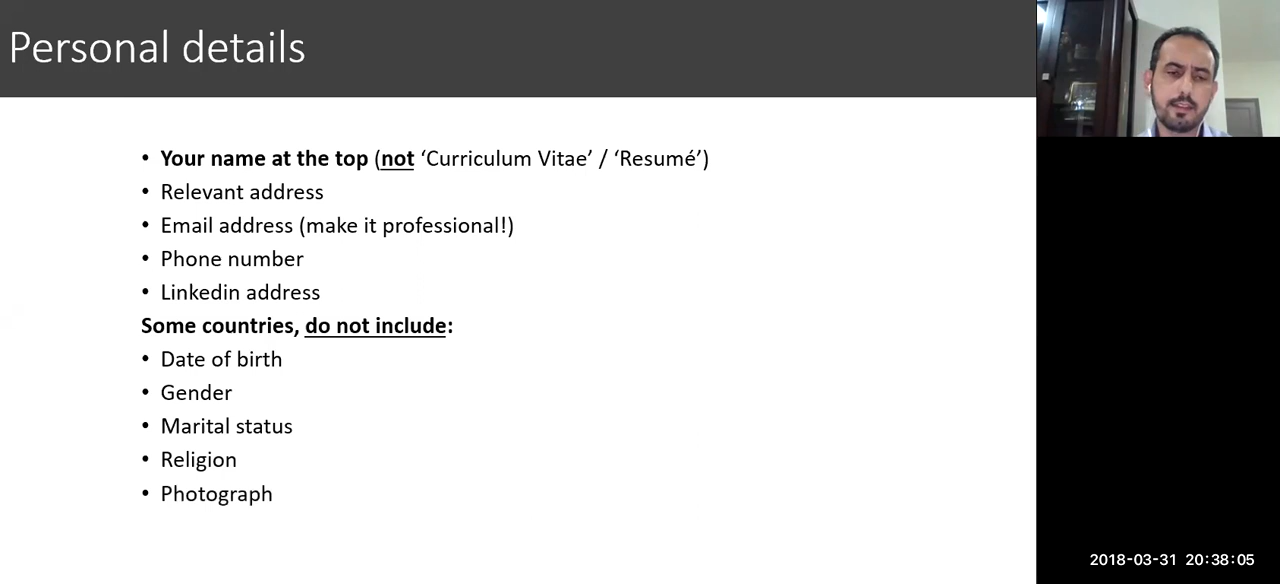 Personal details
• Your name at the top (not ‘Curriculum Vitae’ / ‘Resumé’)
• Relevant address
• Email address (make it professional!)
• Phone number
• Linkedin address
Some countries, do not include:
• Date of birth
• Gender
• Marital status
• Religion
• Photograph
2018-03-31 20:38:05